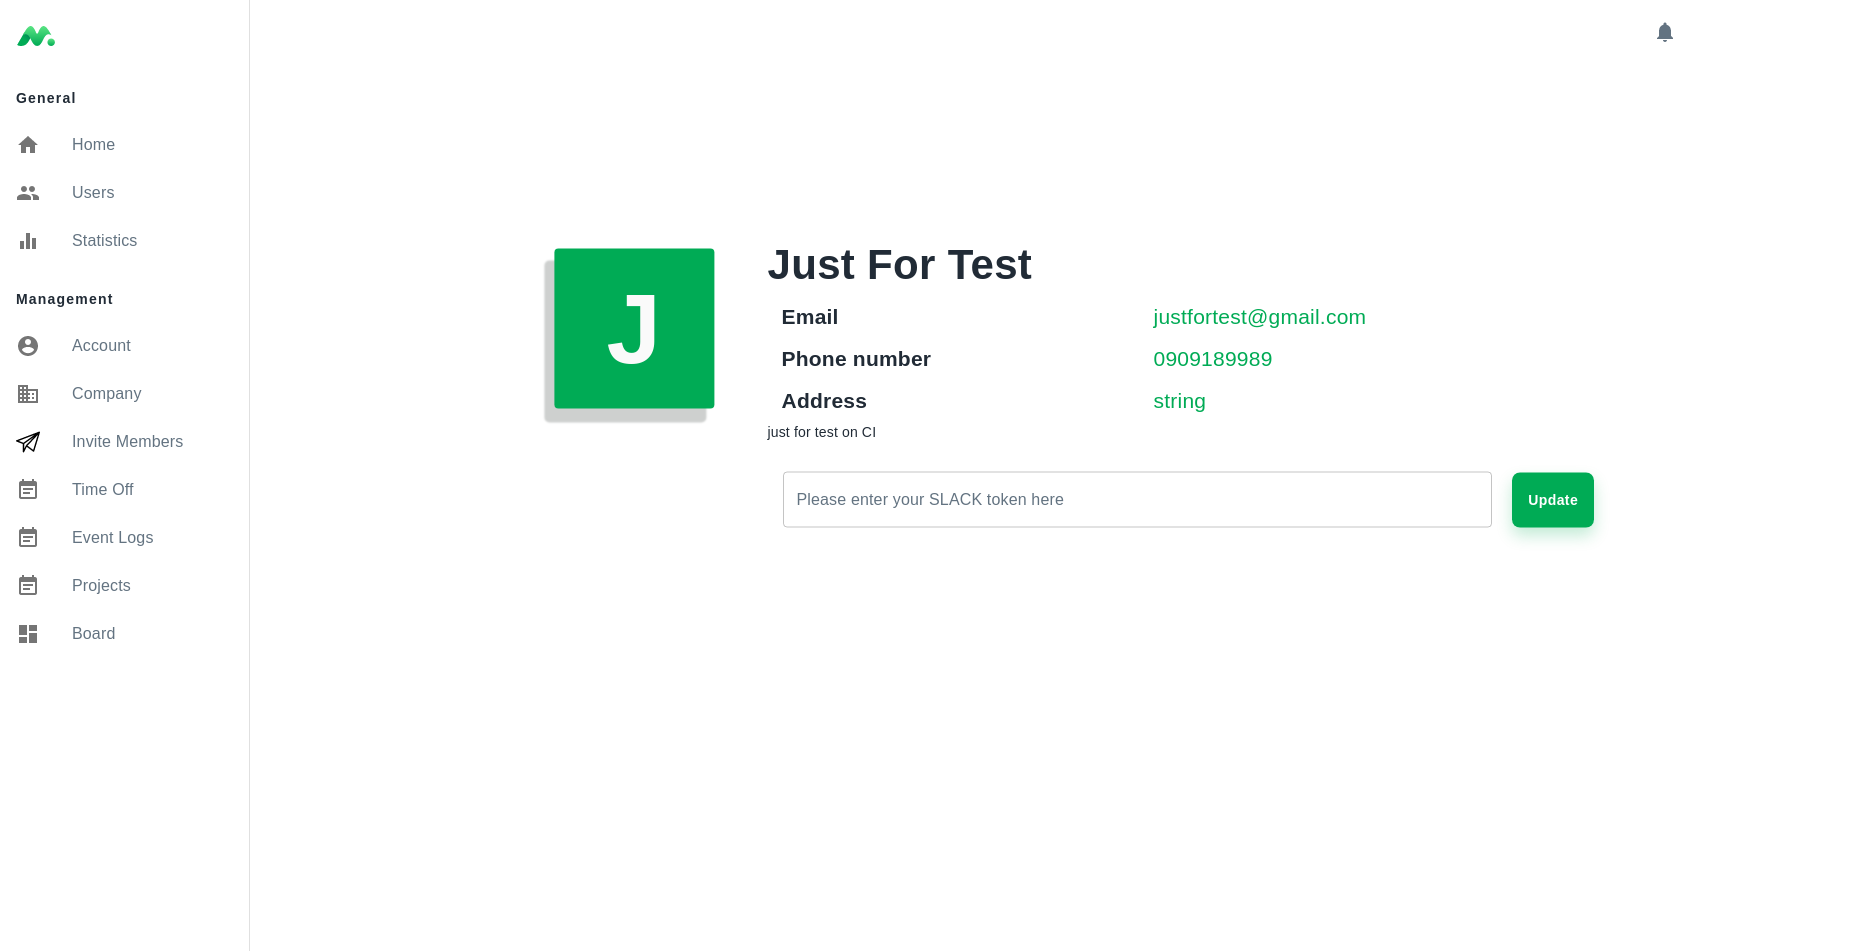 General
Home
Users
Statistics
Management
Account
Company
Invite Members
Time Off
Event Logs
Projects
Board
J
Just For Test
Email justfortest@gmail.com
Phone number 0909189989
Address string
just for test on CI
Please enter your SLACK token here
Update